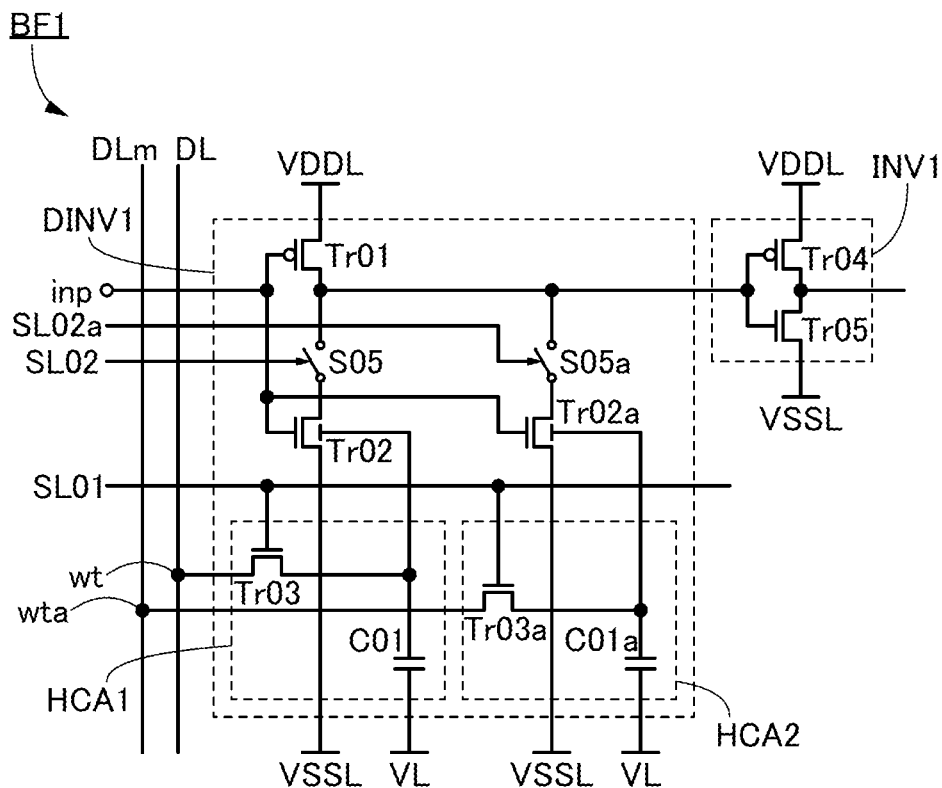 BF1
DLm DL
VDDL
VDDL
INV1
DINV1
Tr01
Tr04
inp
SL02a
Tr05
SL02
S05
S05a
Tr02a
VSSL
Tr02
SL01
wt
Tr03
wta
Tr03a
C01
C01a
HCA1
HCA2
VSSL
VL
VSSL
VL